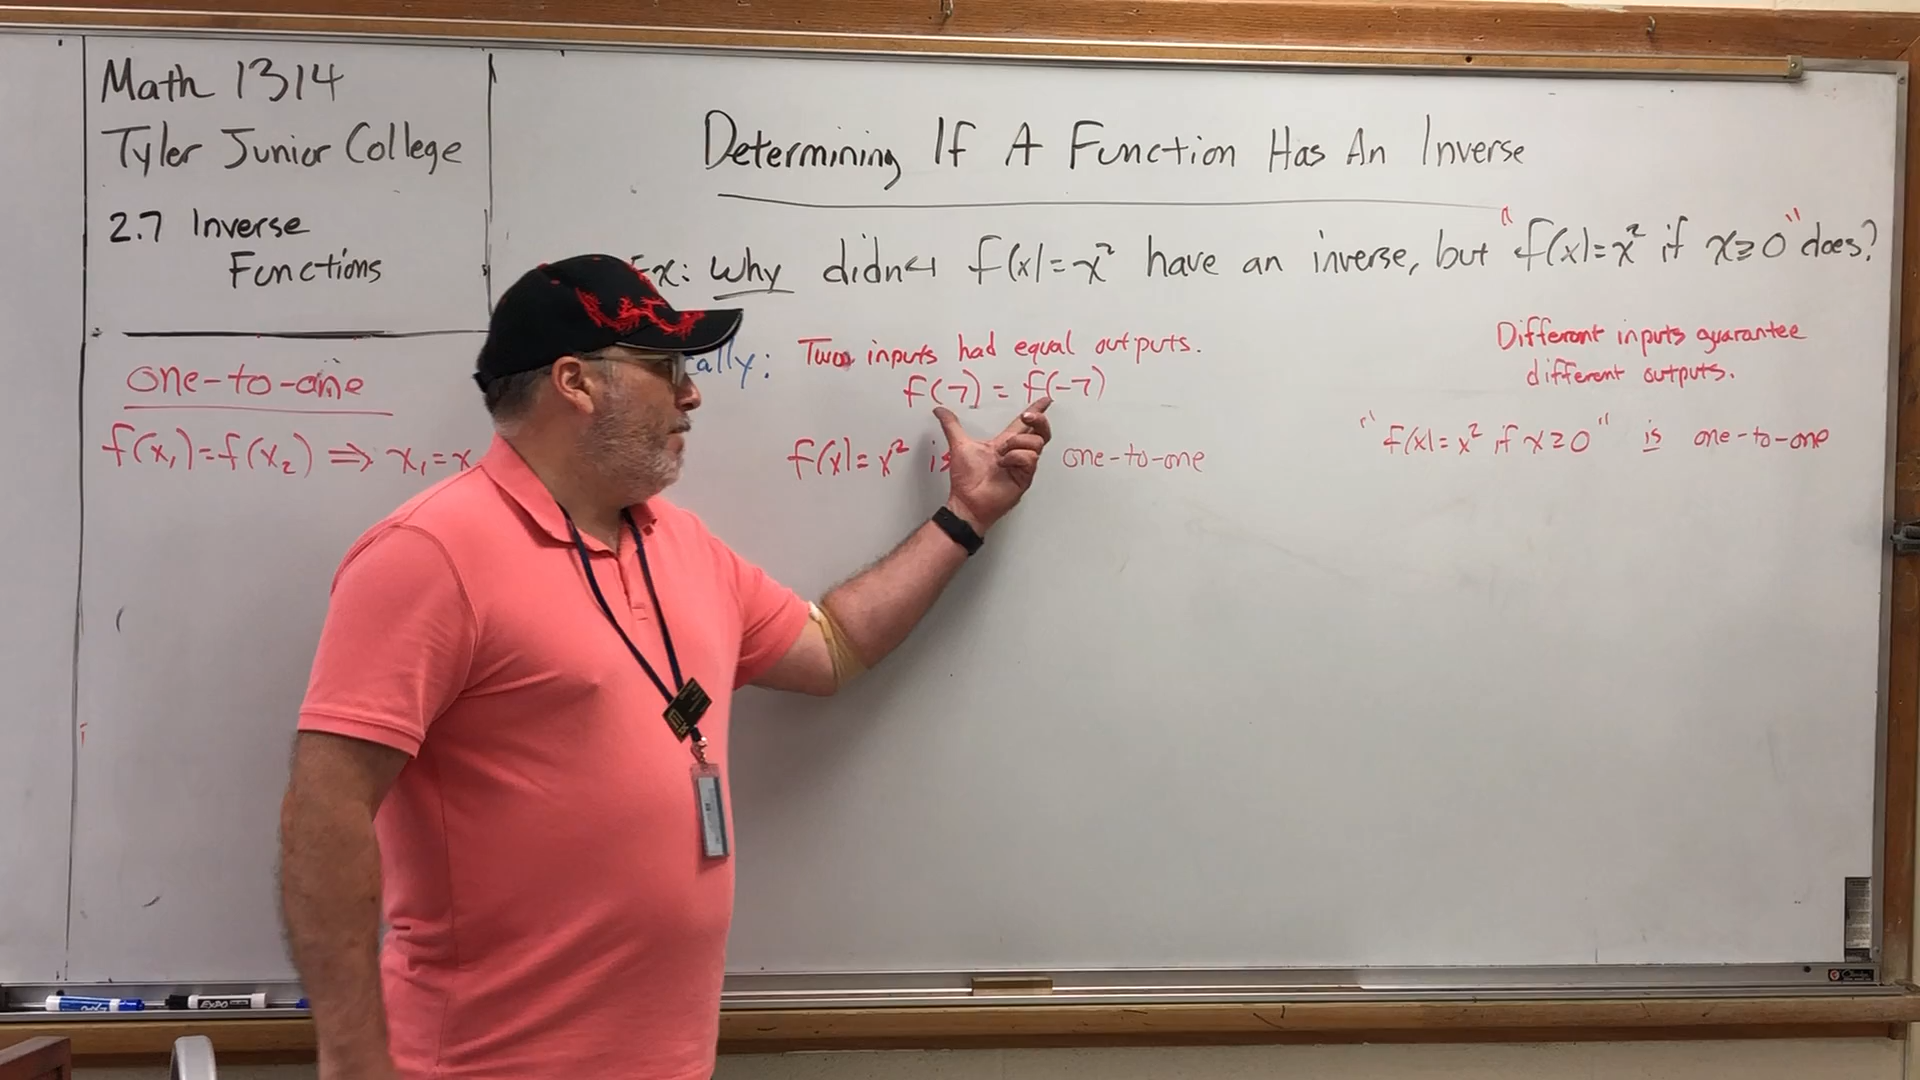 Math 1314
Tyler Junior College
2.7 Inverse
Functions
one-to-one
f(x₁)=f(x₂) ⟹ x₁=x
Determining If A Function Has An Inverse
Ex: Why didn't f(x)=x² have an inverse, but "f(x)=x² if x≥0" does?
cally: Two inputs had equal outputs.
f(7) = f(-7)
f(x)=x² is one-to-one
Different inputs guarantee
different outputs.
"f(x)=x² if x≥0" is one-to-one
EXPO